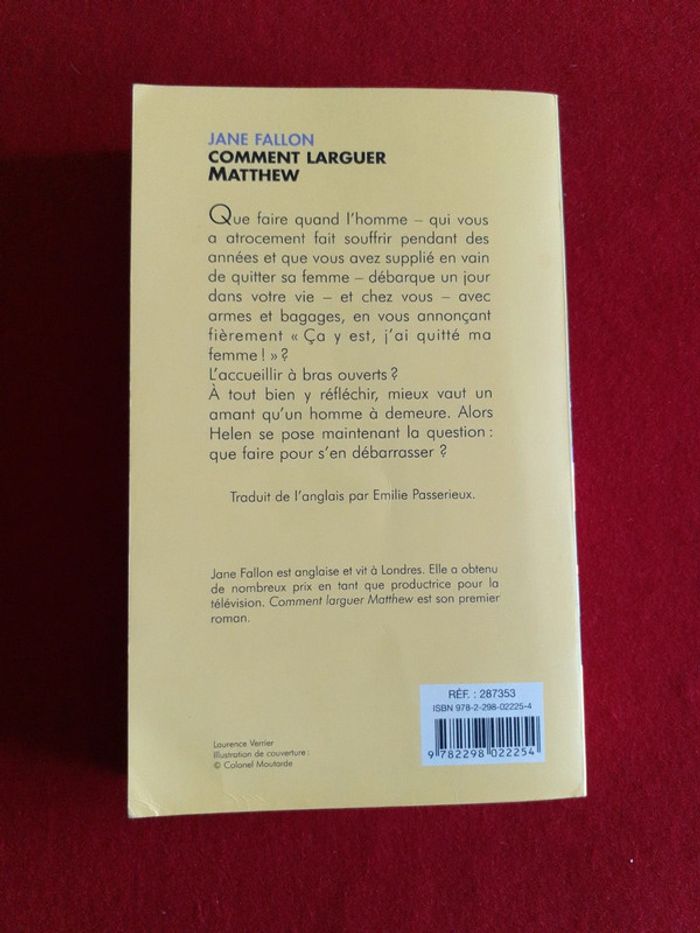 JANE FALLON
COMMENT LARGUER
MATTHEW
Que faire quand l'homme – qui vous
a atrocement fait souffrir pendant des
années et que vous avez supplié en vain
de quitter sa femme – débarque un jour
dans votre vie – et chez vous – avec
armes et bagages, en vous annonçant
fièrement « Ça y est, j'ai quitté ma
femme ! » ?
L'accueillir à bras ouverts ?
À tout bien y réfléchir, mieux vaut un
amant qu'un homme à demeure. Alors
Helen se pose maintenant la question :
que faire pour s'en débarrasser ?
Traduit de l'anglais par Emilie Passerieux.
Jane Fallon est anglaise et vit à Londres. Elle a obtenu
de nombreux prix en tant que productrice pour la
télévision. Comment larguer Matthew est son premier
roman.
RÉF. : 287353
ISBN 978-2-298-02225-4
9 782298 022254
Laurence Verrier
Illustration de couverture :
© Colonel Moutarde